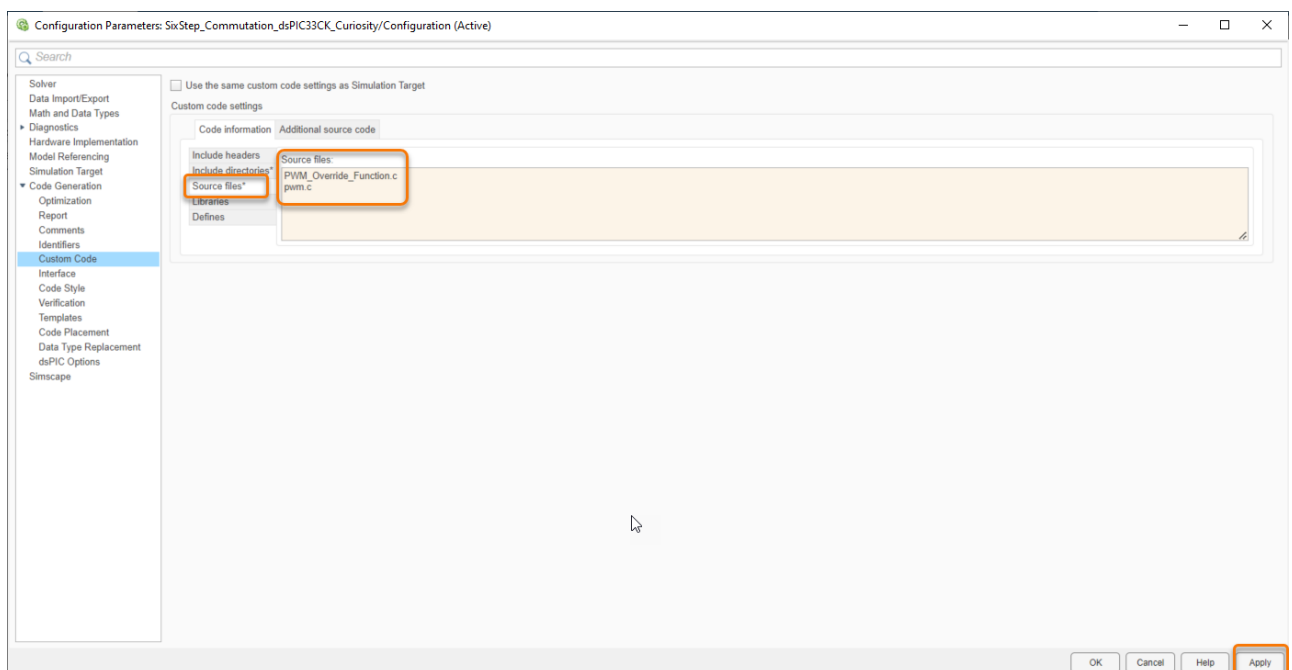 Configuration Parameters: SixStep_Commutation_dsPIC33CK_Curiosity/Configuration (Active)
Search
Solver
Data Import/Export
Math and Data Types
Diagnostics
Hardware Implementation
Model Referencing
Simulation Target
Code Generation
Optimization
Report
Comments
Identifiers
Custom Code
Interface
Code Style
Verification
Templates
Code Placement
Data Type Replacement
dsPIC Options
Simscape
Use the same custom code settings as Simulation Target
Custom code settings
Code information Additional source code
Include headers
Include directories*
Source files*
Libraries
Defines
Source files:
PWM_Override_Function.c
pwm.c
OK Cancel Help Apply